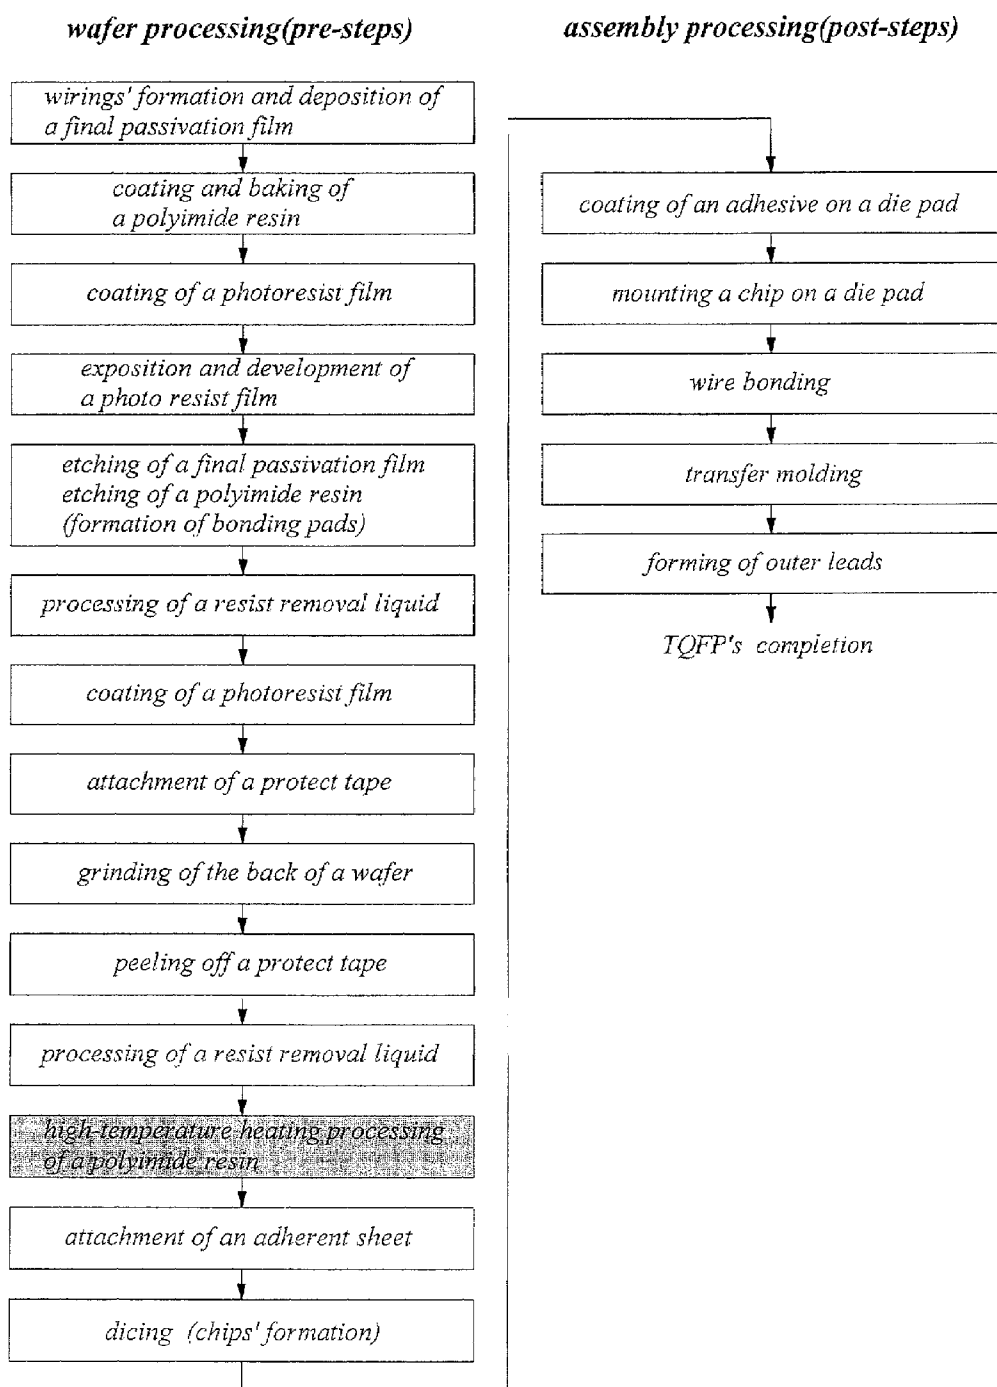 wafer processing(pre-steps)
wirings' formation and deposition of
a final passivation film
coating and baking of
a polyimide resin
coating of a photoresist film
exposition and development of
a photo resist film
etching of a final passivation film
etching of a polyimide resin
(formation of bonding pads)
processing of a resist removal liquid
coating of a photoresist film
attachment of a protect tape
grinding of the back of a wafer
peeling off a protect tape
processing of a resist removal liquid
high-temperature heating processing
of a polyimide resin
attachment of an adherent sheet
dicing (chips' formation)
assembly processing(post-steps)
coating of an adhesive on a die pad
mounting a chip on a die pad
wire bonding
transfer molding
forming of outer leads
TQFP's completion